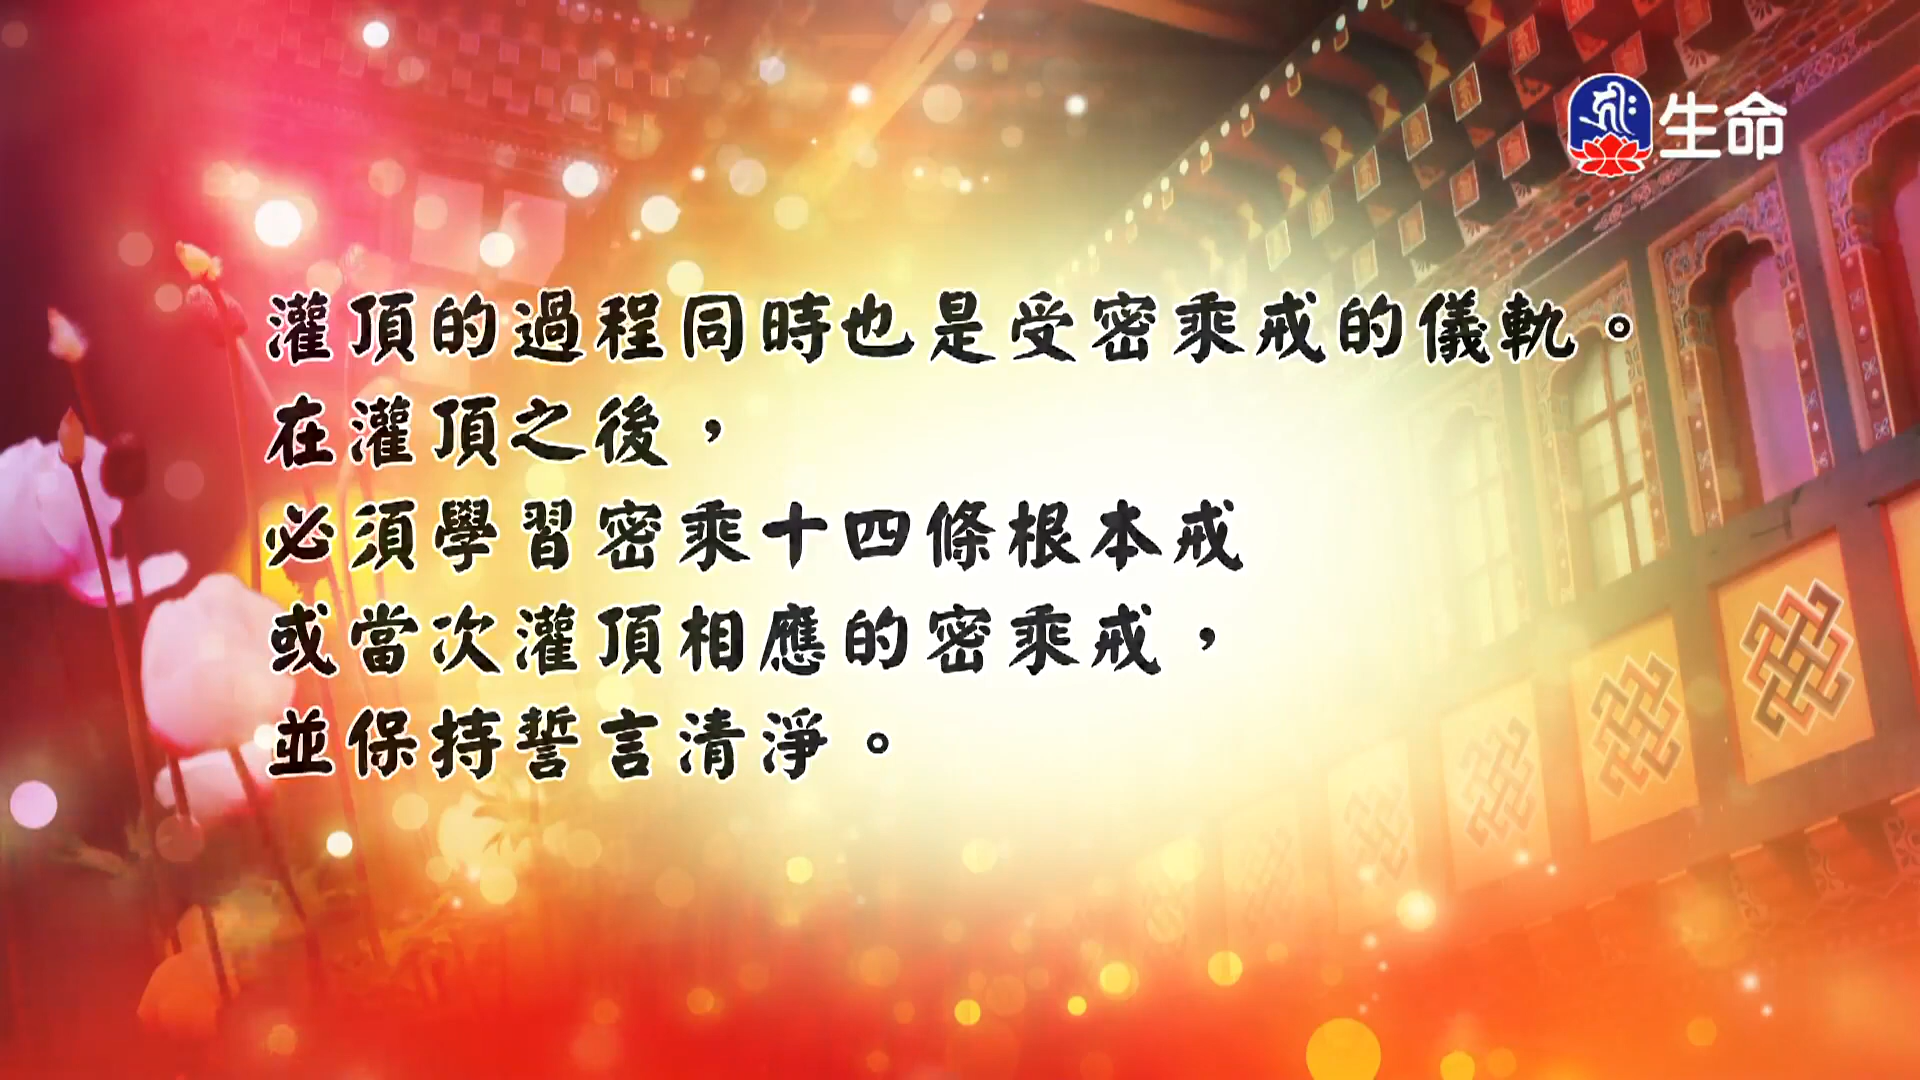 生命
灌頂的過程同時也是受密乘戒的儀軌。
在灌頂之後，
必須學習密乘十四條根本戒
或當次灌頂相應的密乘戒，
並保持誓言清淨。